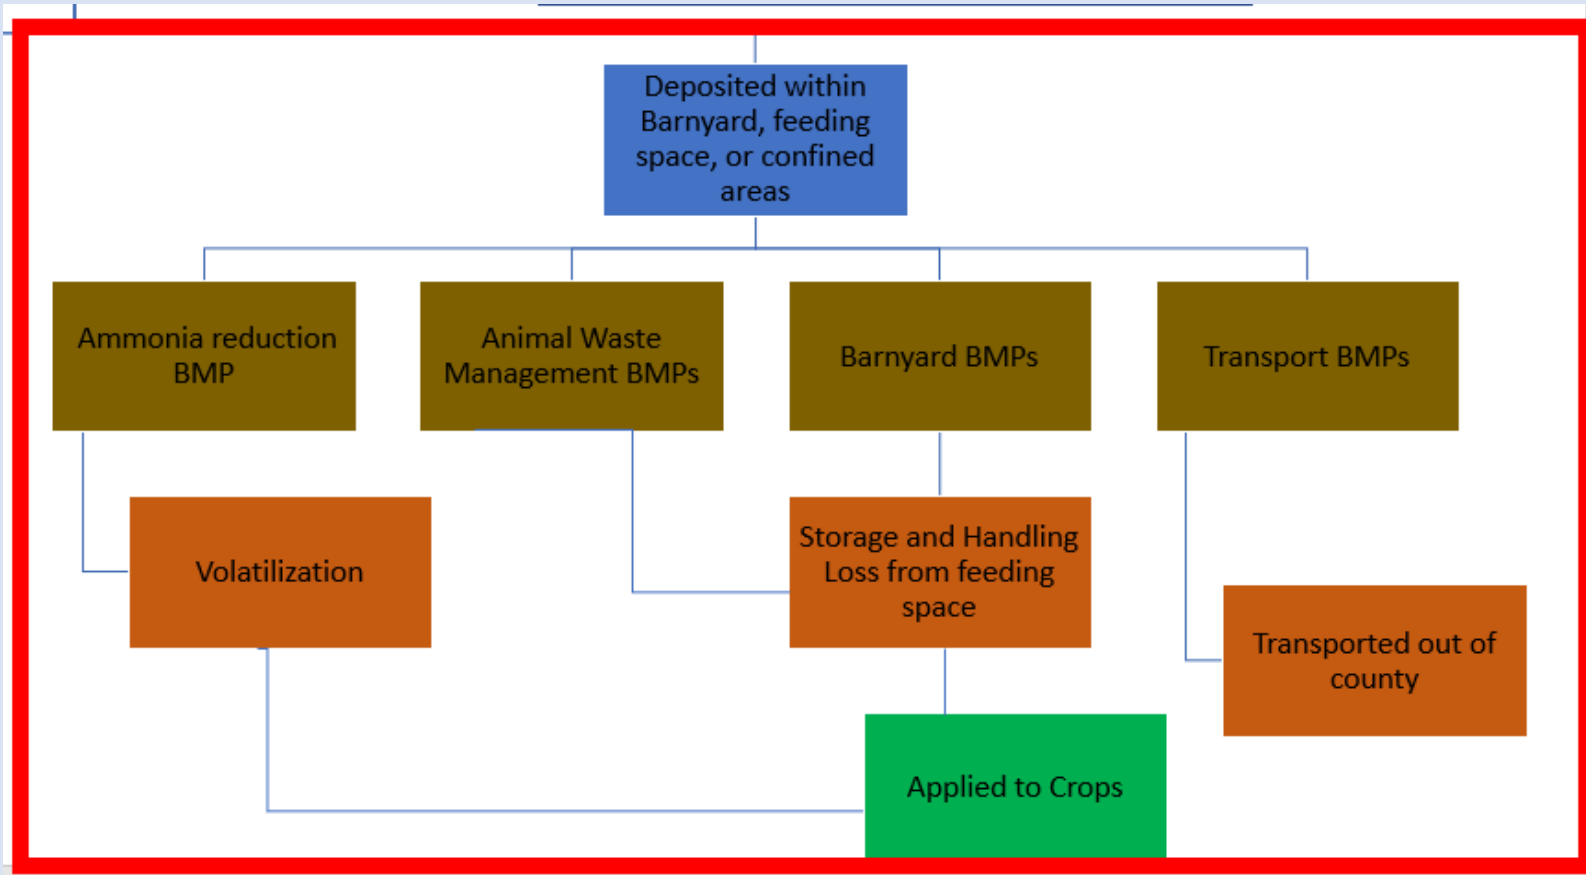 Deposited within
Barnyard, feeding
space, or confined
areas
Ammonia reduction
BMP
Animal Waste
Management BMPs
Barnyard BMPs
Transport BMPs
Volatilization
Storage and Handling
Loss from feeding
space
Transported out of
county
Applied to Crops